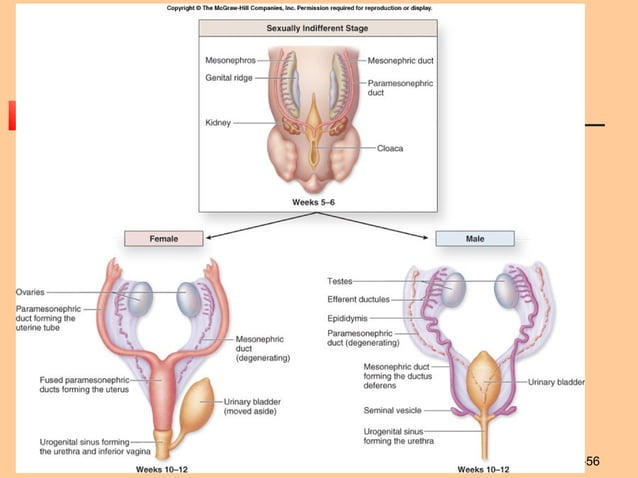 Copyright © The McGraw-Hill Companies, Inc. Permission required for reproduction or display.
Sexually Indifferent Stage
Mesonephros
Genital ridge
Kidney
Mesonephric duct
Paramesonephric
duct
Cloaca
Weeks 5–6
Female
Male
Ovaries
Paramesonephric
duct forming the
uterine tube
Fused paramesonephric
ducts forming the uterus
Urogenital sinus forming
the urethra and inferior vagina
Mesonephric
duct
(degenerating)
Urinary bladder
(moved aside)
Weeks 10–12
Testes
Efferent ductules
Epididymis
Paramesonephric
duct (degenerating)
Mesonephric duct
forming the ductus
deferens
Seminal vesicle
Urogenital sinus
forming the urethra
Urinary bladder
Weeks 10–12
-56